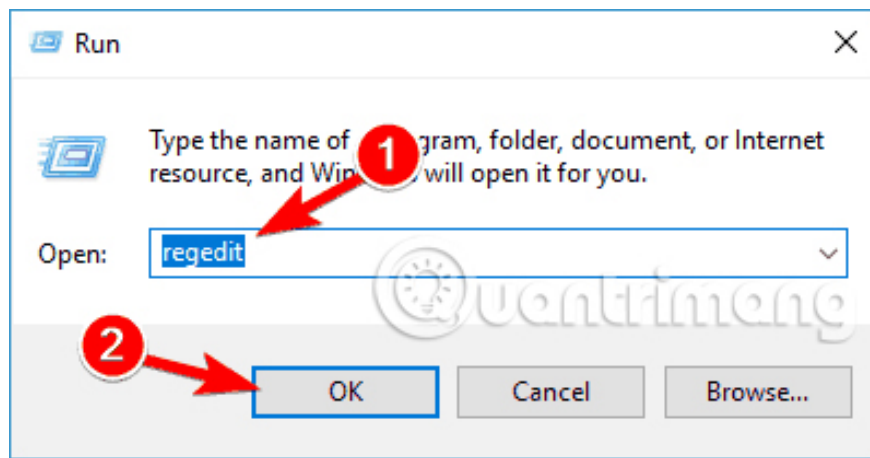 Run
Type the name of gram, folder, document, or Internet
resource, and Win will open it for you.
1
Open: regedit
Quantrimang
2
OK Cancel Browse...